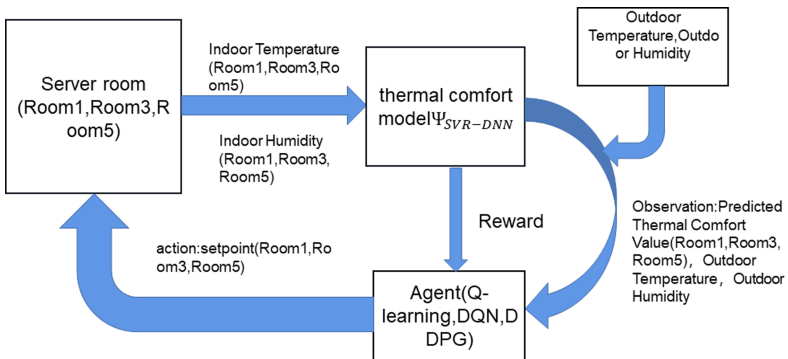 Server room
(Room1,Room3,R
oom5)
Indoor Temperature
(Room1,Room3,Ro
om5)
Indoor Humidity
(Room1,Room3,
Room5)
thermal comfort
modelΨSVR−DNN
Outdoor
Temperature,Outdo
or Humidity
Reward
Observation:Predicted
Thermal Comfort
Value(Room1,Room3,
Room5)，Outdoor
Temperature，Outdoor
Humidity
action:setpoint(Room1,Ro
om3,Room5)
Agent(Q-
learning,DQN,D
DPG)